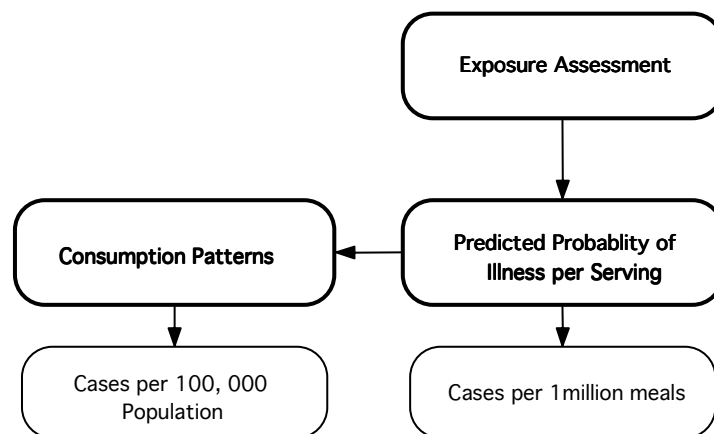 Exposure Assessment
Consumption Patterns
Predicted Probablity of
Illness per Serving
Cases per 100, 000
Population
Cases per 1million meals